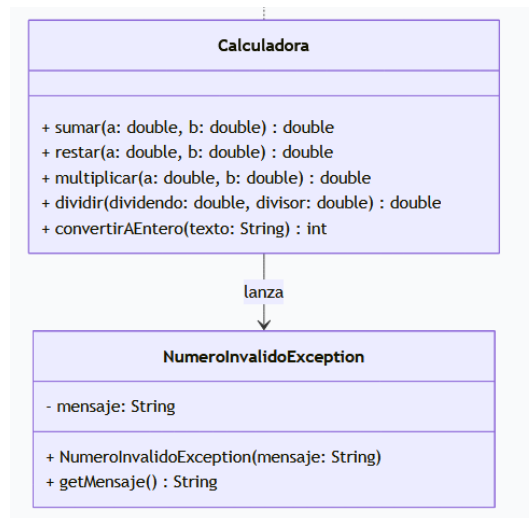 Calculadora
+ sumar(a: double, b: double) : double
+ restar(a: double, b: double) : double
+ multiplicar(a: double, b: double) : double
+ dividir(dividendo: double, divisor: double) : double
+ convertirAEntero(texto: String) : int
lanza
NumeroInvalidoException
- mensaje: String
+ NumeroInvalidoException(mensaje: String)
+ getMensaje() : String